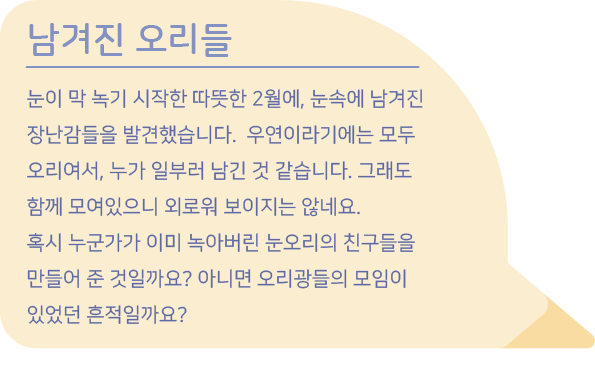 남겨진 오리들
눈이 막 녹기 시작한 따뜻한 2월에, 눈속에 남겨진
장난감들을 발견했습니다.  우연이라기에는 모두
오리여서, 누가 일부러 남긴 것 같습니다. 그래도
함께 모여있으니 외로워 보이지는 않네요.
혹시 누군가가 이미 녹아버린 눈오리의 친구들을
만들어 준 것일까요? 아니면 오리광들의 모임이
있었던 흔적일까요?